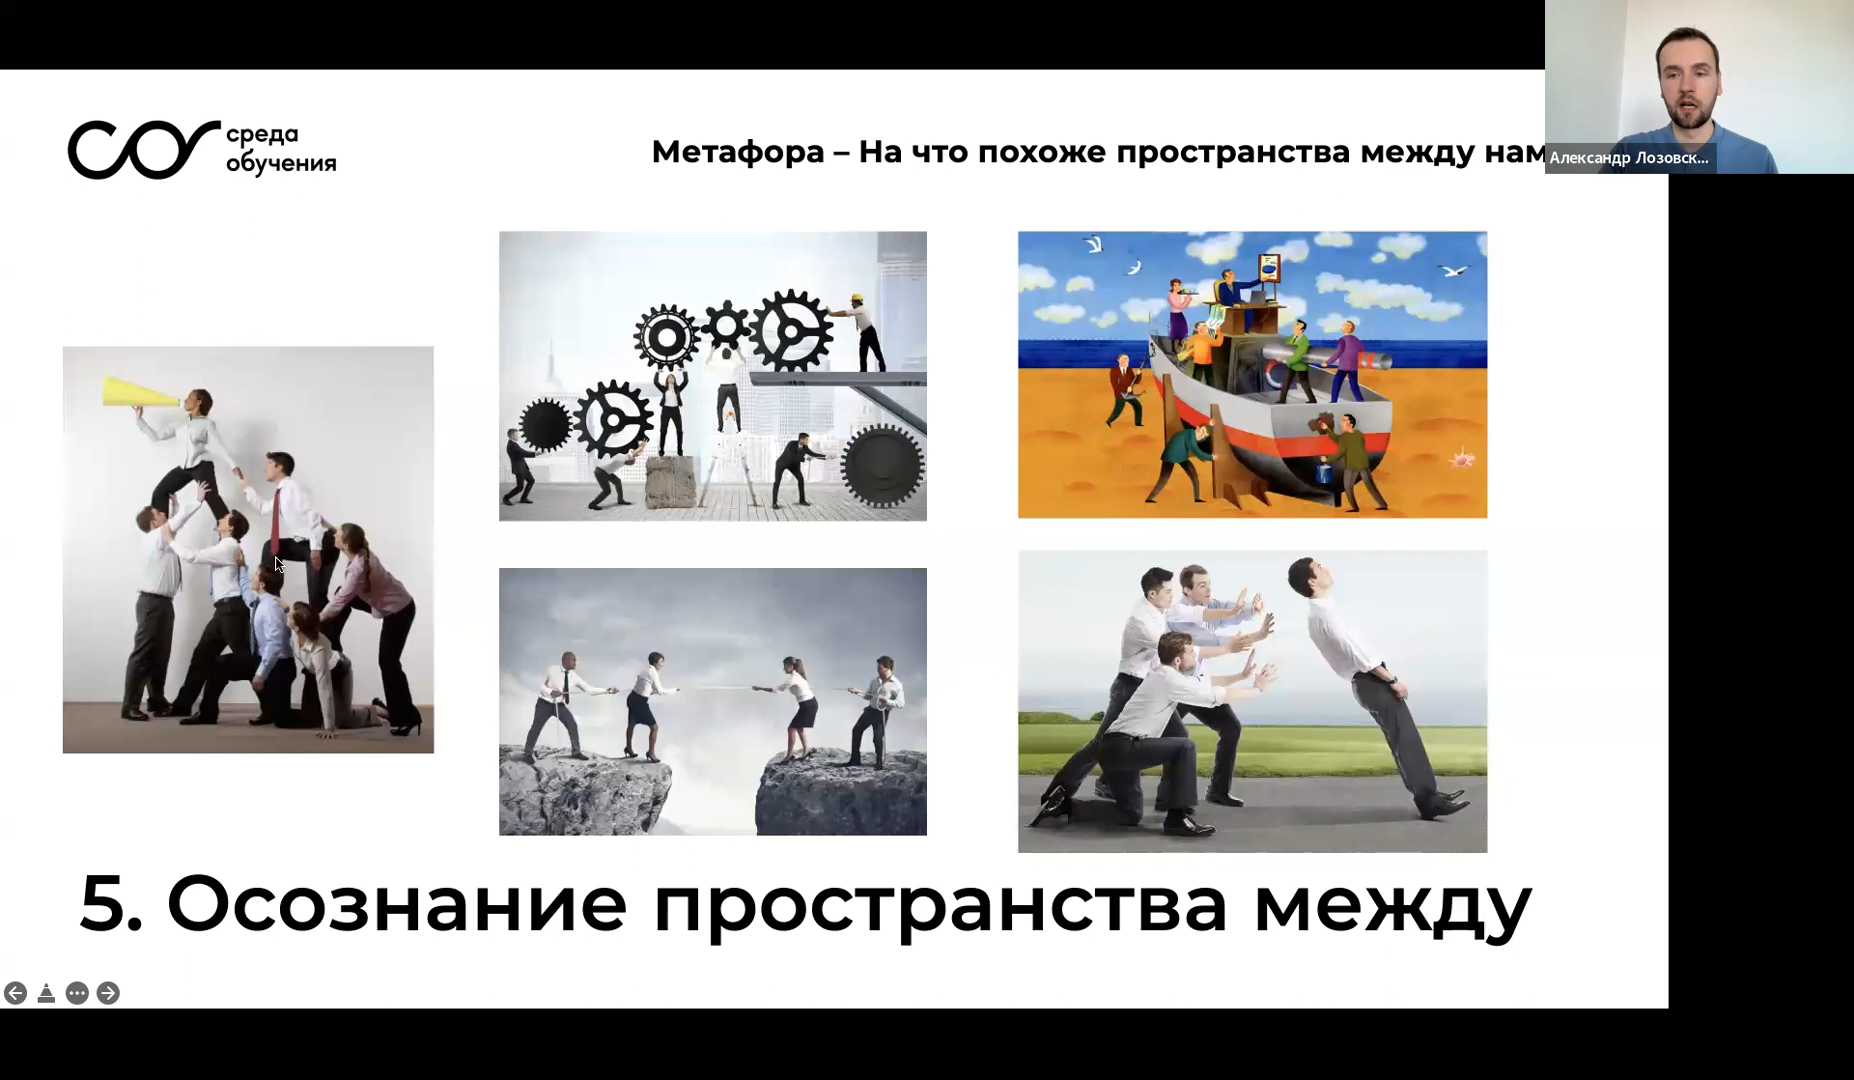 среда
обучения
Метафора – На что похоже пространства между нам
Александр Лозовск...
5. Осознание пространства между